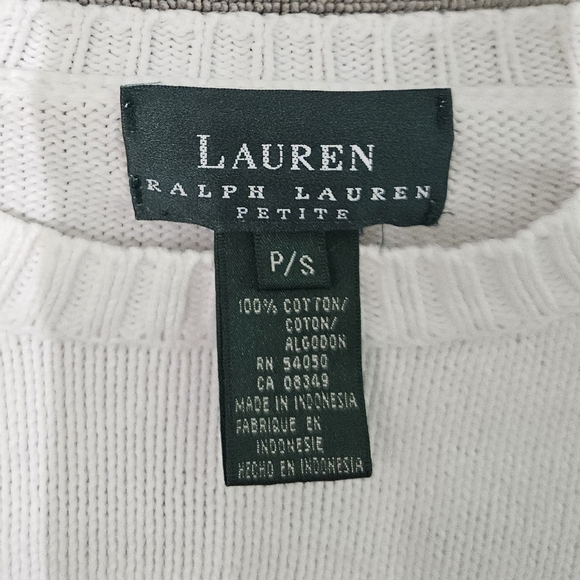 LAUREN
RALPH LAUREN
PETITE
P/S
100% COTTON/
COTON/
ALGODON
RN 54050
CA 08349
MADE IN INDONESIA
FABRIQUE EN
INDONESIE
HECHO EN INDONESIA